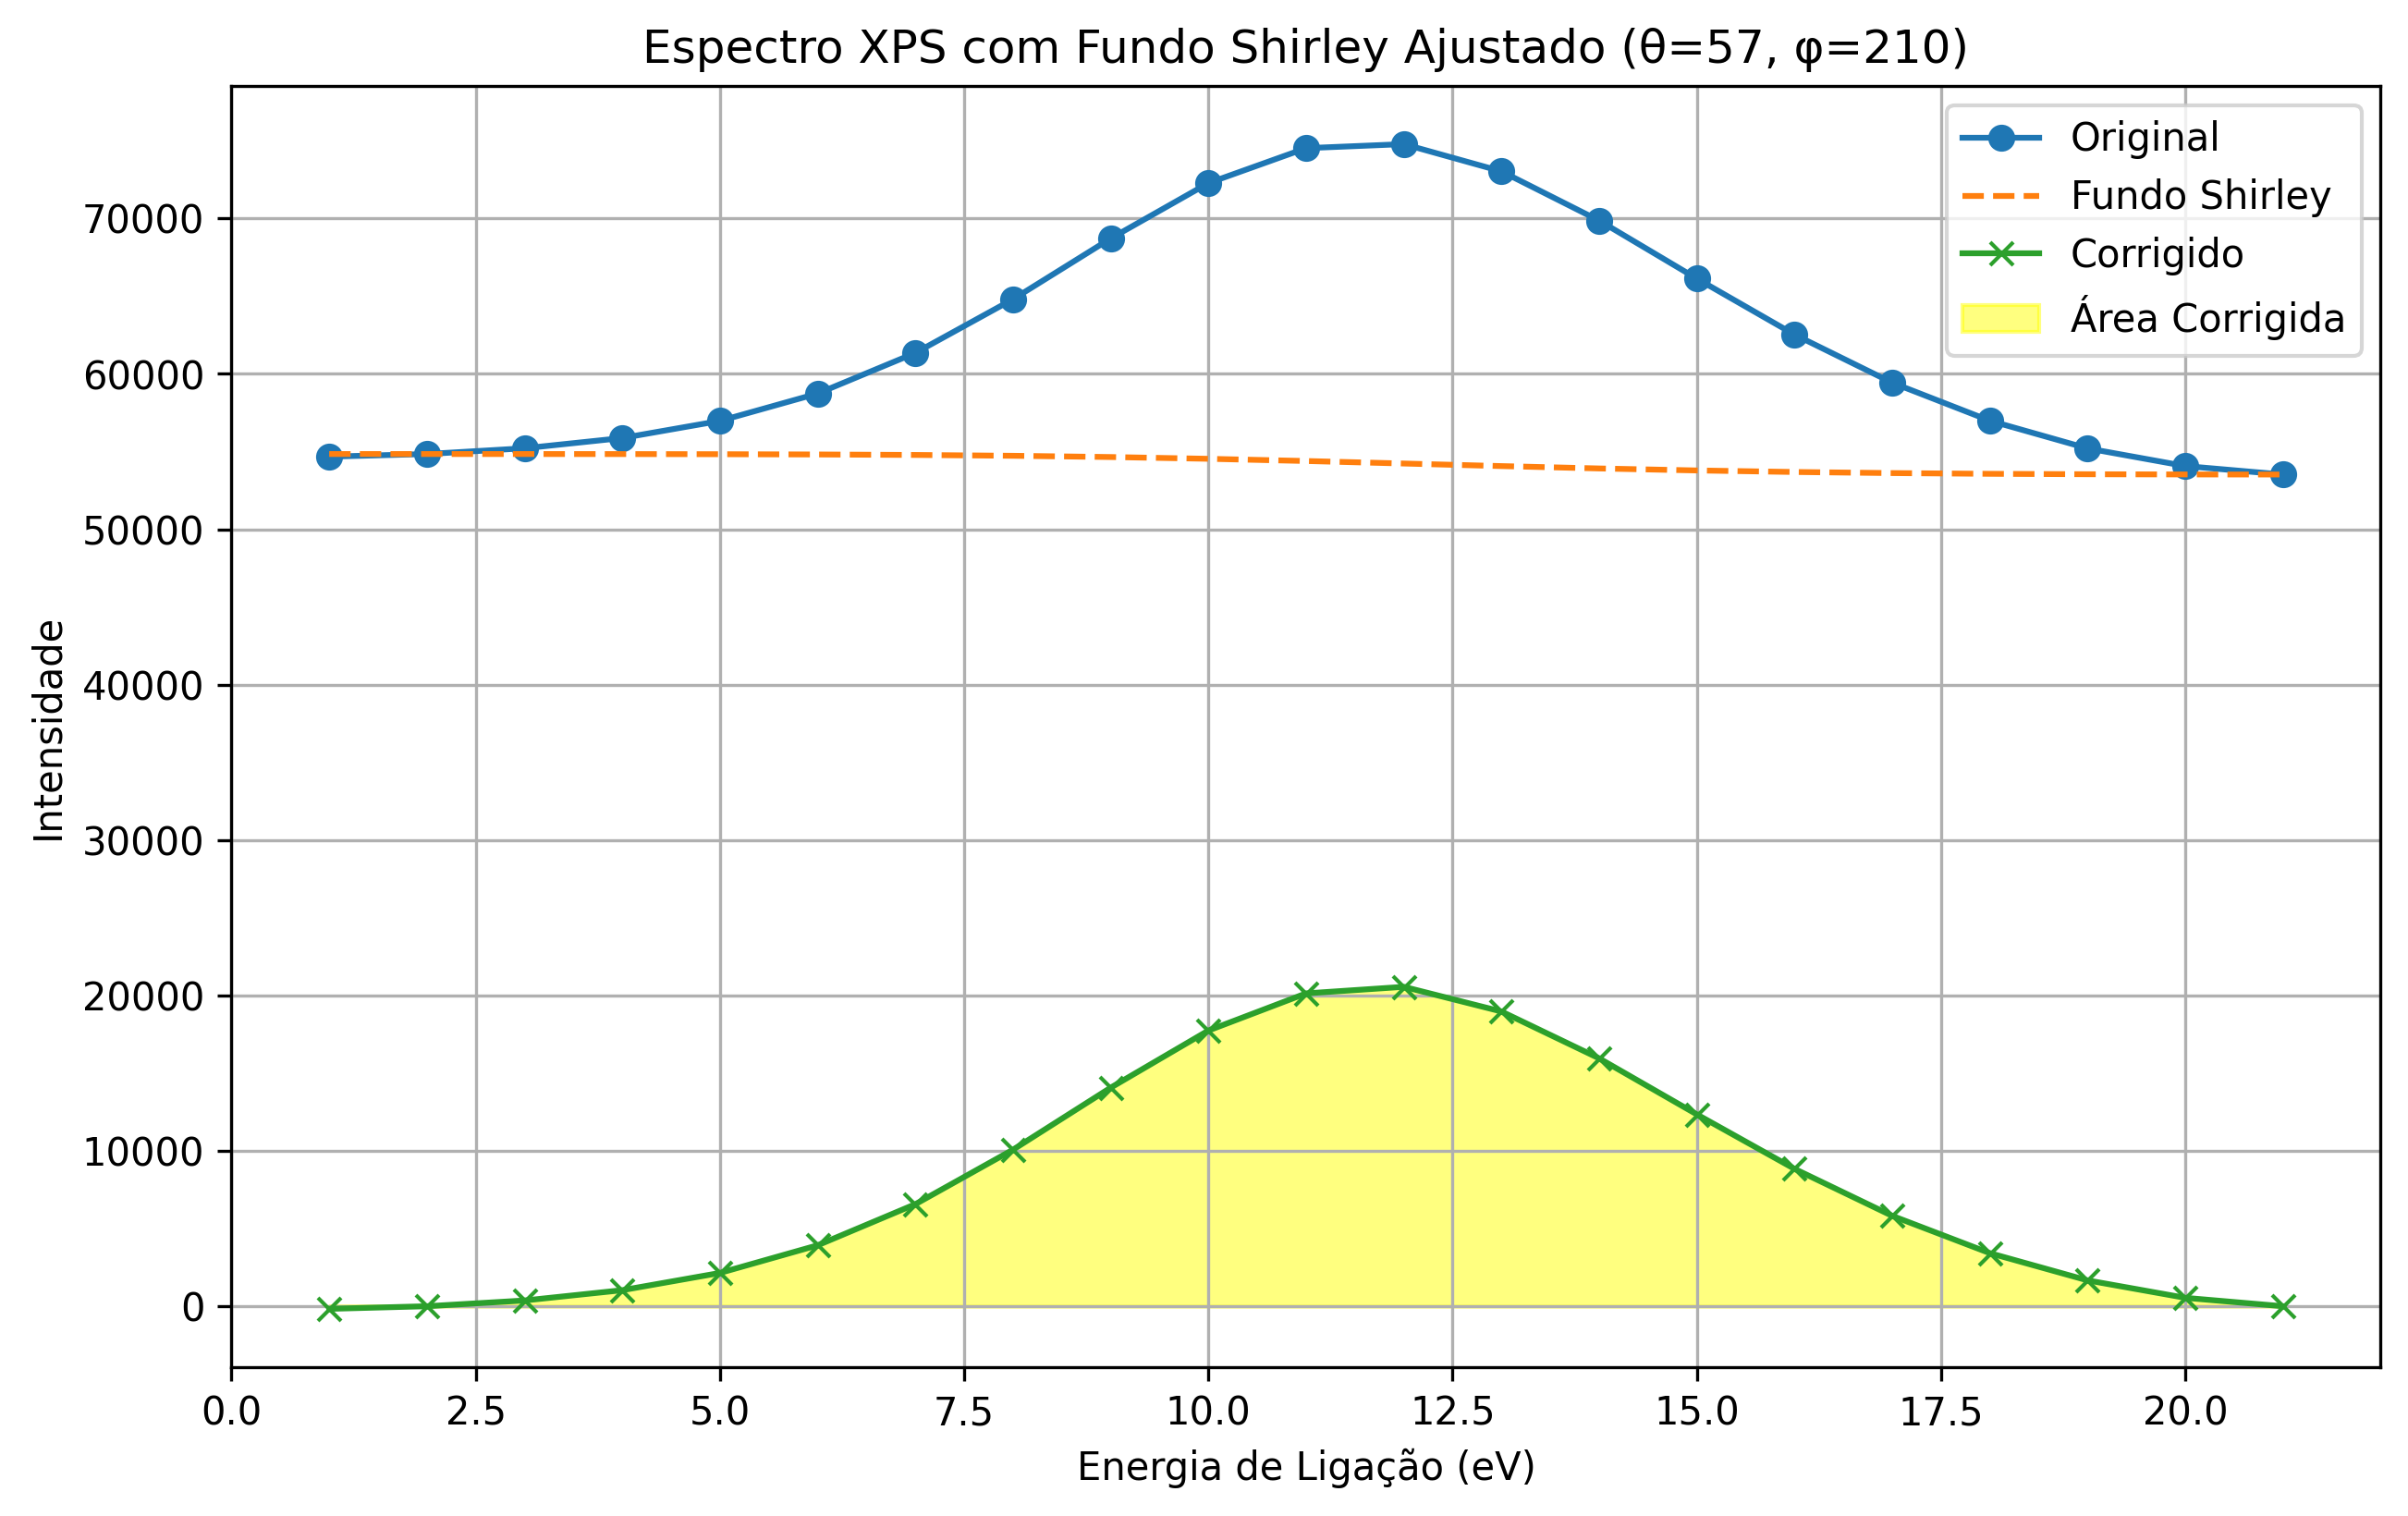 Espectro XPS com Fundo Shirley Ajustado (θ=57, φ=210)
Original
Fundo Shirley
Corrigido
Área Corrigida
Intensidade
70000
60000
50000
40000
30000
20000
10000
0
0.0 2.5 5.0 7.5 10.0 12.5 15.0 17.5 20.0
Energia de Ligação (eV)